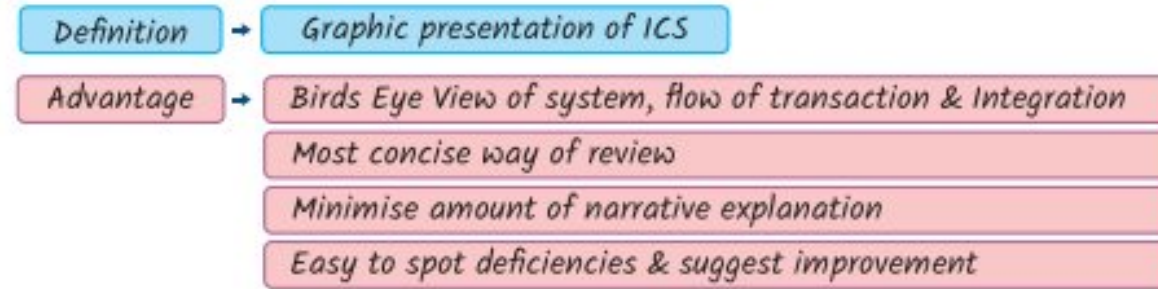 Definition → Graphic presentation of ICS
Advantage → Birds Eye View of system, flow of transaction & Integration
Most concise way of review
Minimise amount of narrative explanation
Easy to spot deficiencies & suggest improvement